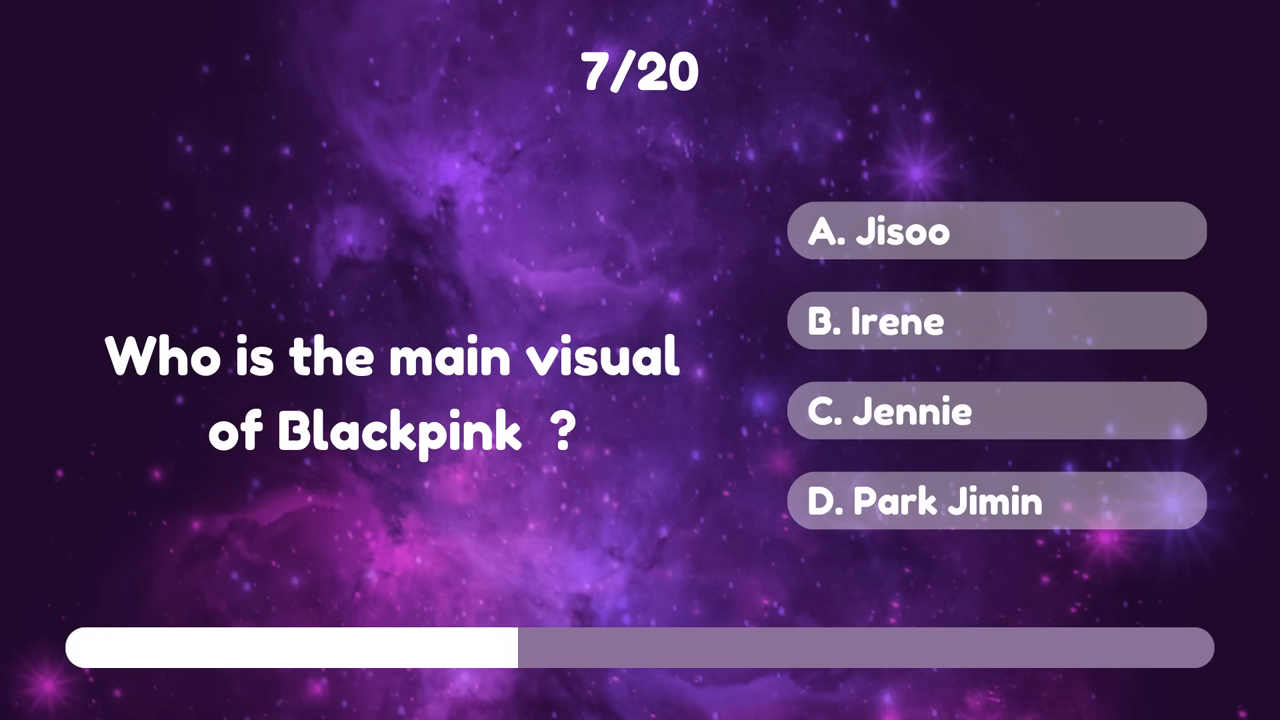 7/20
Who is the main visual
of Blackpink ?
A. Jisoo
B. Irene
C. Jennie
D. Park Jimin